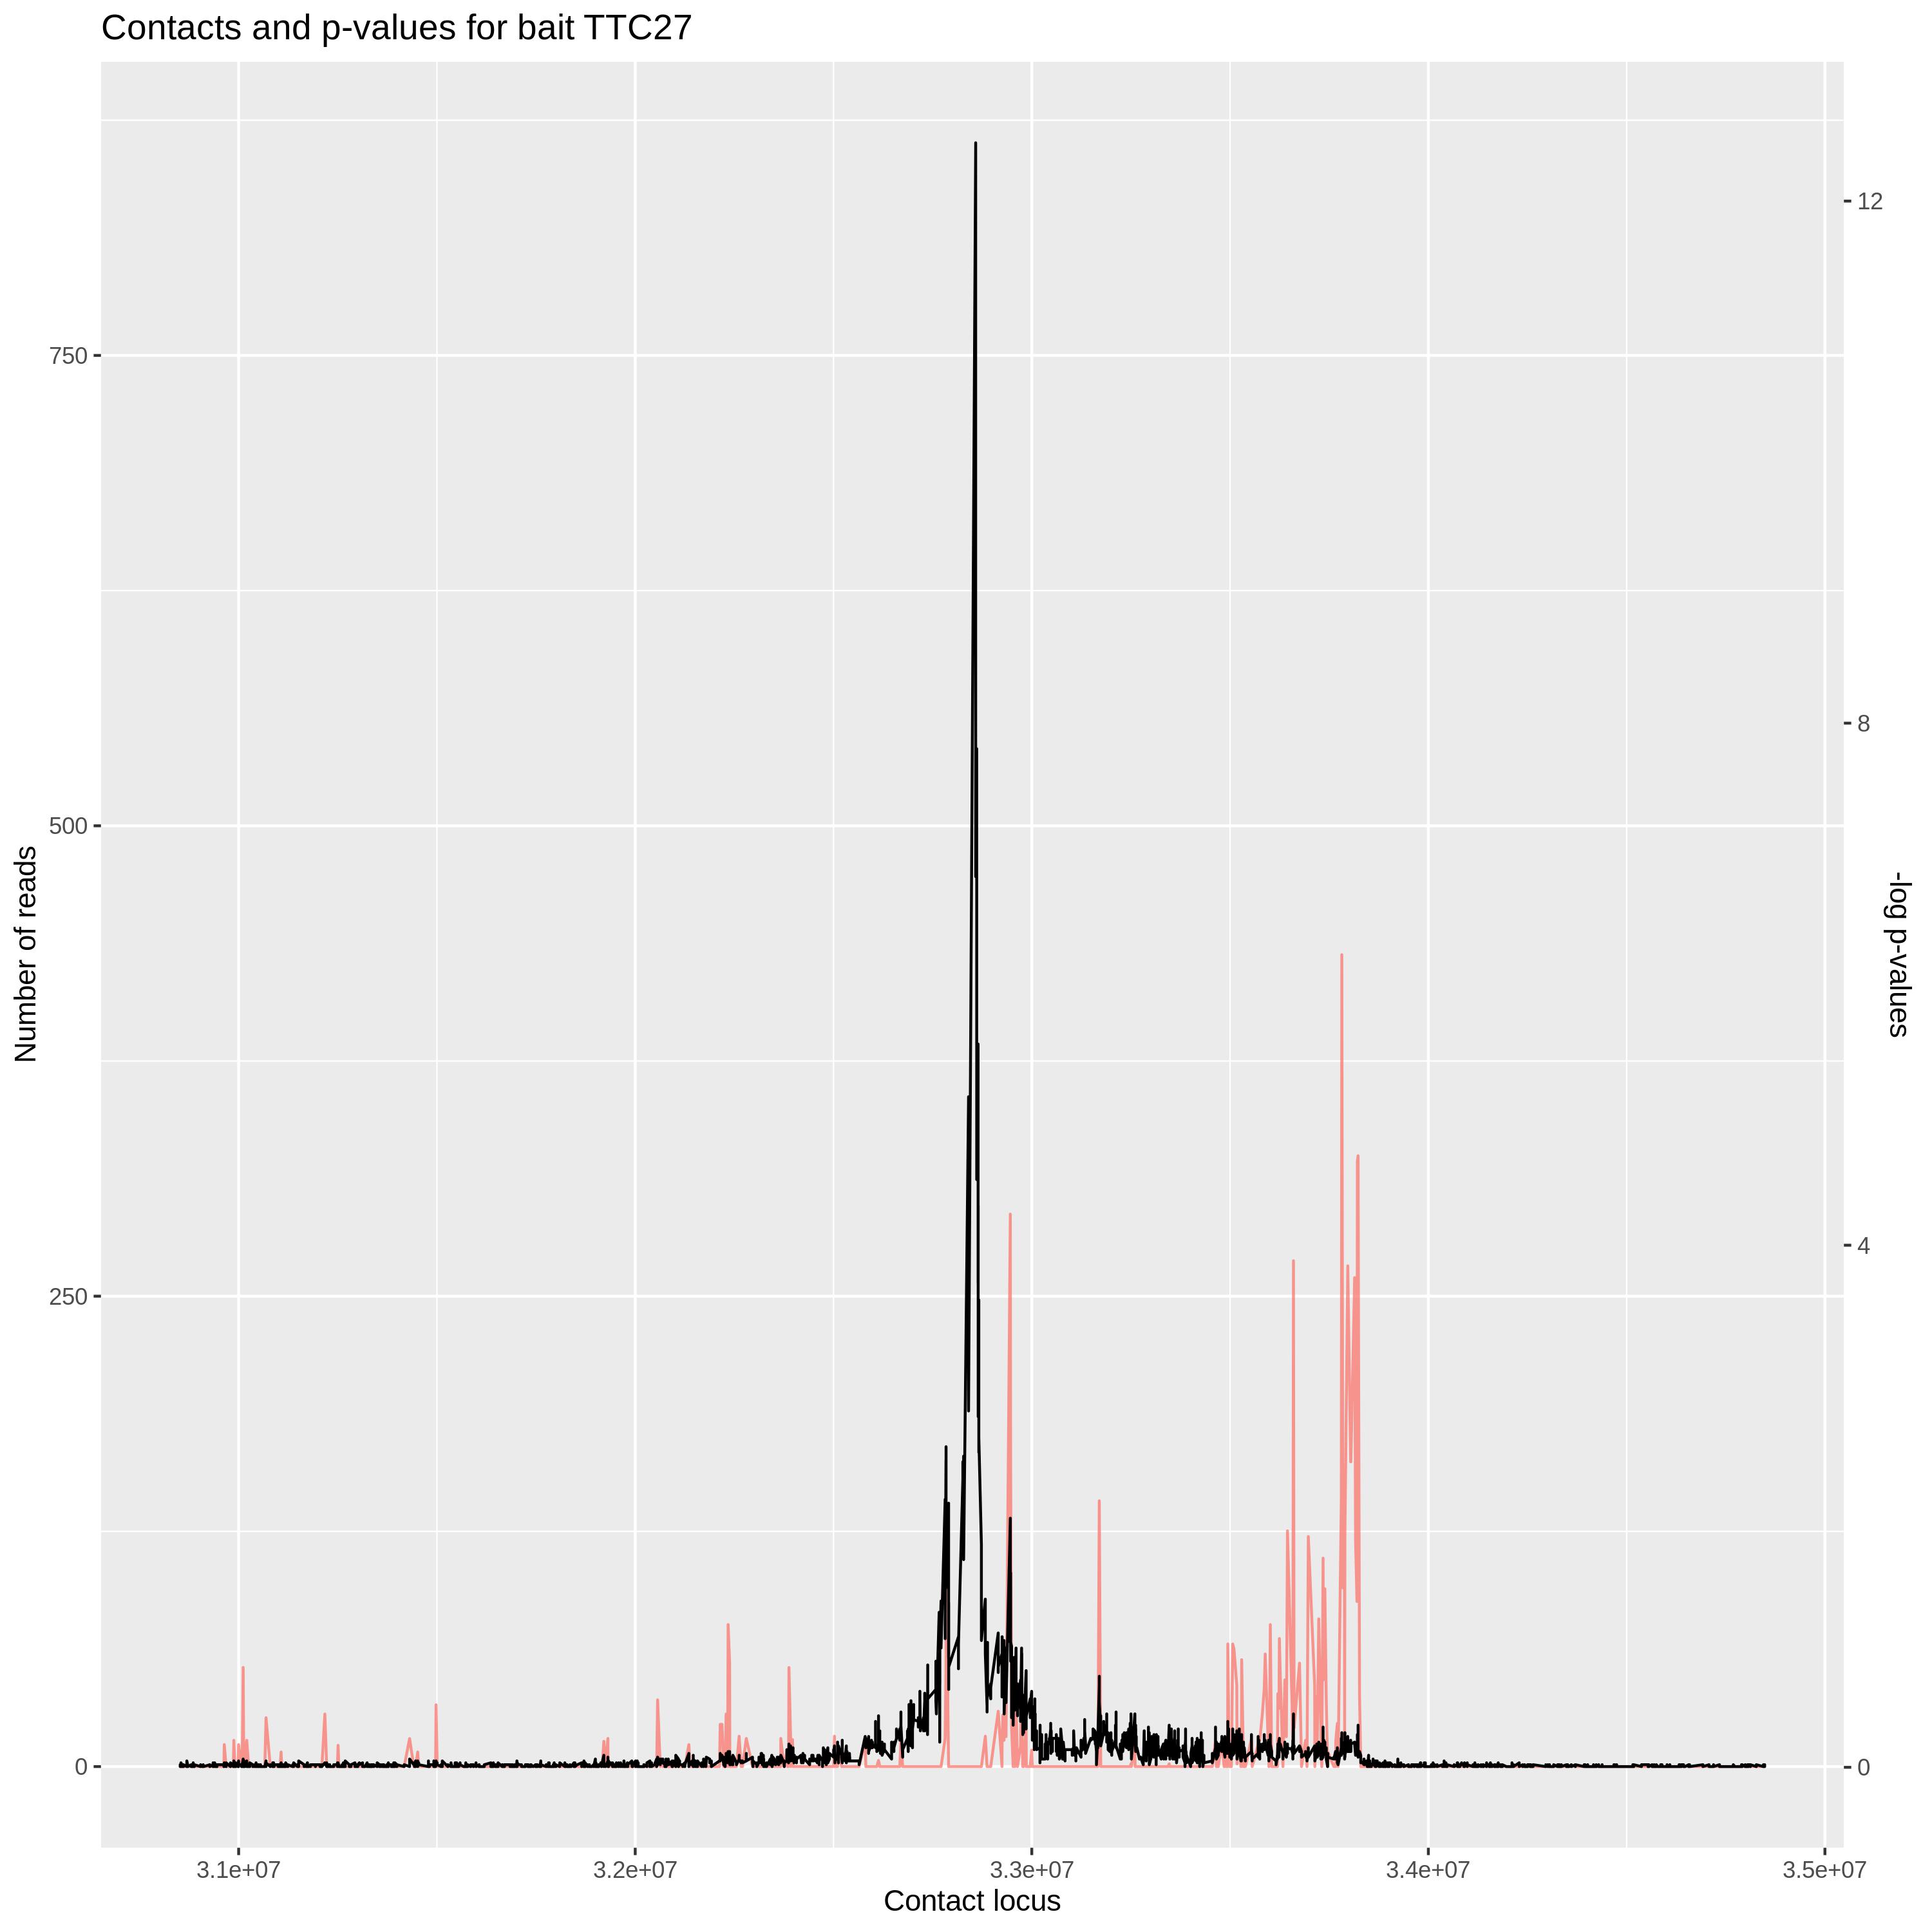 Contacts and p-values for bait TTC27
750
500
250
0
12
8
4
0
Number of reads
-log p-values
3.1e+07
3.2e+07
3.3e+07
3.4e+07
3.5e+07
Contact locus